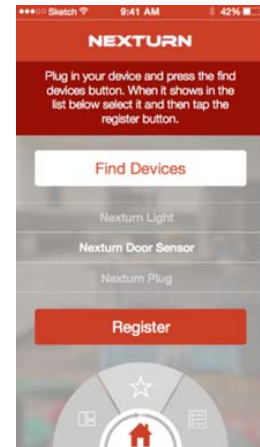 Sketch 9:41 AM 42%
NEXTURN
Plug in your device and press the find
devices button. When it shows in the
list below select it and then tap the
register button.
Find Devices
Nexturn Light
Nexturn Door Sensor
Nexturn Plug
Register